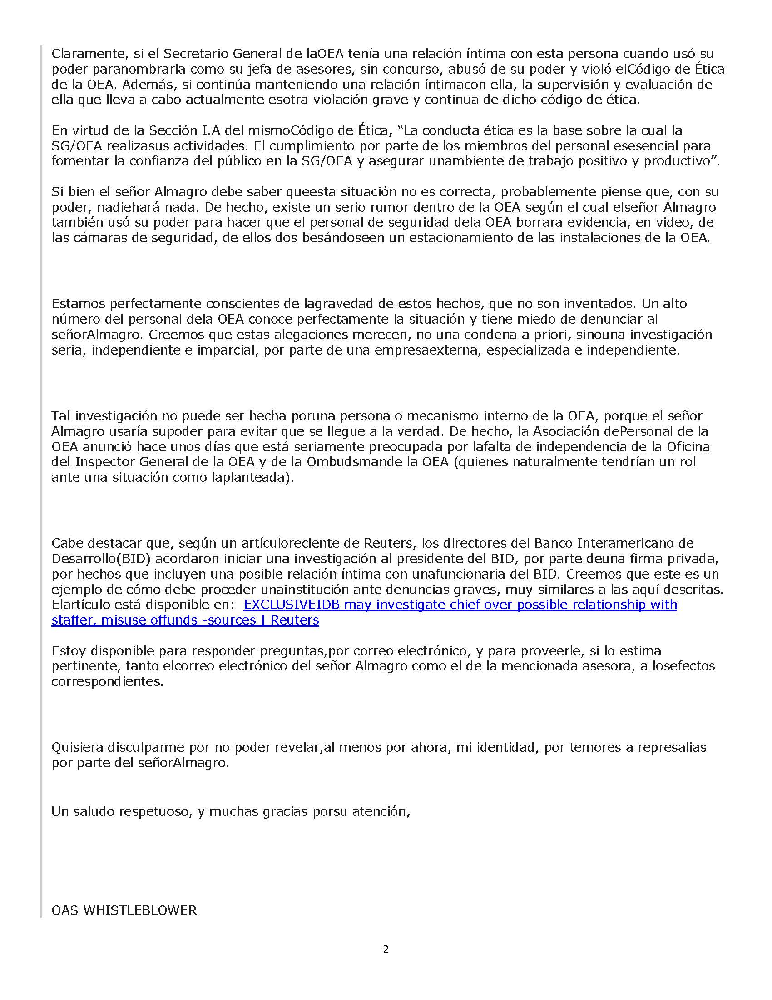 Claramente, si el Secretario General de laOEA tenía una relación íntima con esta persona cuando usó su
poder paranombrarla como su jefa de asesores, sin concurso, abusó de su poder y violó elCódigo de Ética
de la OEA. Además, si continúa manteniendo una relación íntimacon ella, la supervisión y evaluación de
ella que lleva a cabo actualmente esotra violación grave y continua de dicho código de ética.
En virtud de la Sección I.A del mismoCódigo de Ética, “La conducta ética es la base sobre la cual la
SG/OEA realizasus actividades. El cumplimiento por parte de los miembros del personal esesencial para
fomentar la confianza del público en la SG/OEA y asegurar unambiente de trabajo positivo y productivo”.
Si bien el señor Almagro debe saber queesta situación no es correcta, probablemente piense que, con su
poder, nadiehará nada. De hecho, existe un serio rumor dentro de la OEA según el cual elseñor Almagro
también usó su poder para hacer que el personal de seguridad dela OEA borrara evidencia, en video, de
las cámaras de seguridad, de ellos dos besándoseen un estacionamiento de las instalaciones de la OEA.
Estamos perfectamente conscientes de lagravedad de estos hechos, que no son inventados. Un alto
número del personal dela OEA conoce perfectamente la situación y tiene miedo de denunciar al
señorAlmagro. Creemos que estas alegaciones merecen, no una condena a priori, sinouna investigación
seria, independiente e imparcial, por parte de una empresaexterna, especializada e independiente.
Tal investigación no puede ser hecha poruna persona o mecanismo interno de la OEA, porque el señor
Almagro usaría supoder para evitar que se llegue a la verdad. De hecho, la Asociación dePersonal de la
OEA anunció hace unos días que está seriamente preocupada por lafalta de independencia de la Oficina
del Inspector General de la OEA y de la Ombudsmande la OEA (quienes naturalmente tendrían un rol
ante una situación como laplanteada).
Cabe destacar que, según un artículoreciente de Reuters, los directores del Banco Interamericano de
Desarrollo(BID) acordaron iniciar una investigación al presidente del BID, por parte deuna firma privada,
por hechos que incluyen una posible relación íntima con unafuncionaria del BID. Creemos que este es un
ejemplo de cómo debe proceder unainstitución ante denuncias graves, muy similares a las aquí descritas.
Elartículo está disponible en: EXCLUSIVEIDB may investigate chief over possible relationship with
staffer, misuse offunds -sources | Reuters
Estoy disponible para responder preguntas,por correo electrónico, y para proveerle, si lo estima
pertinente, tanto elcorreo electrónico del señor Almagro como el de la mencionada asesora, a losefectos
correspondientes.
Quisiera disculparme por no poder revelar,al menos por ahora, mi identidad, por temores a represalias
por parte del señorAlmagro.
Un saludo respetuoso, y muchas gracias porsu atención,
OAS WHISTLEBLOWER
2